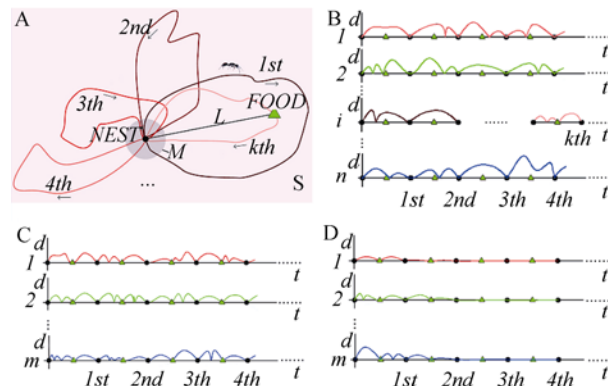 A
2nd
1st
3th
FOOD
NEST
L
M
kth
4th
S
...
B
d
1
t
d
2
t
d
i
......
kth
t
d
n
......
t
1st 2nd 3th 4th
C
d
1
t
d
2
t
d
m
t
1st 2nd 3th 4th
D
d
1
t
d
2
t
d
m
t
1st 2nd 3th 4th